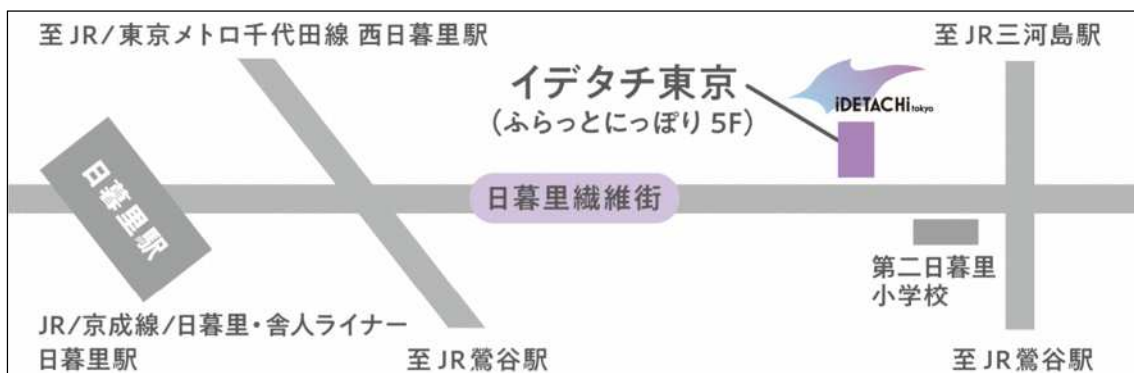 至JR/東京メトロ千代田線 西日暮里駅
至JR三河島駅
イデタチ東京
(ふらっとにっぽり 5F)
iDETACHi tokyo
日暮里駅
日暮里繊維街
第二日暮里
小学校
JR/京成線/日暮里・舎人ライナー
日暮里駅
至JR鶯谷駅
至JR鶯谷駅